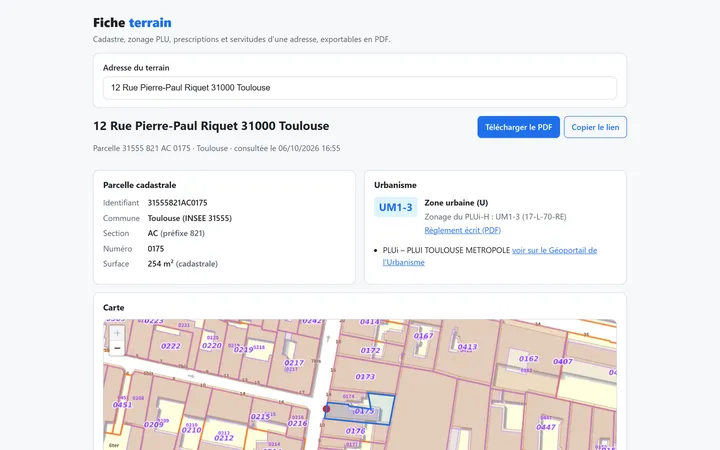 Fiche terrain
Cadastre, zonage PLU, prescriptions et servitudes d'une adresse, exportables en PDF.
Adresse du terrain
12 Rue Pierre-Paul Riquet 31000 Toulouse
12 Rue Pierre-Paul Riquet 31000 Toulouse
Télécharger le PDF
Copier le lien
Parcelle 31555 821 AC 0175 · Toulouse · consultée le 06/10/2026 16:55
Parcelle cadastrale
Identifiant 31555821AC0175
Commune Toulouse (INSEE 31555)
Section AC (préfixe 821)
Numéro 0175
Surface 254 m² (cadastrale)
Urbanisme
UM1-3
Zone urbaine (U)
Zonage du PLUi-H : UM1-3 (17-L-70-RE)
Règlement écrit (PDF)
PLUi – PLUI TOULOUSE METROPOLE voir sur le Géoportail de
l'Urbanisme
Carte
+
−
0223
0242
0414
0167
0222
0220
0219
0217
0172
0413
0162
0407
0173
0451
0175
0209
0210
0212
0215
0216
0176
0447